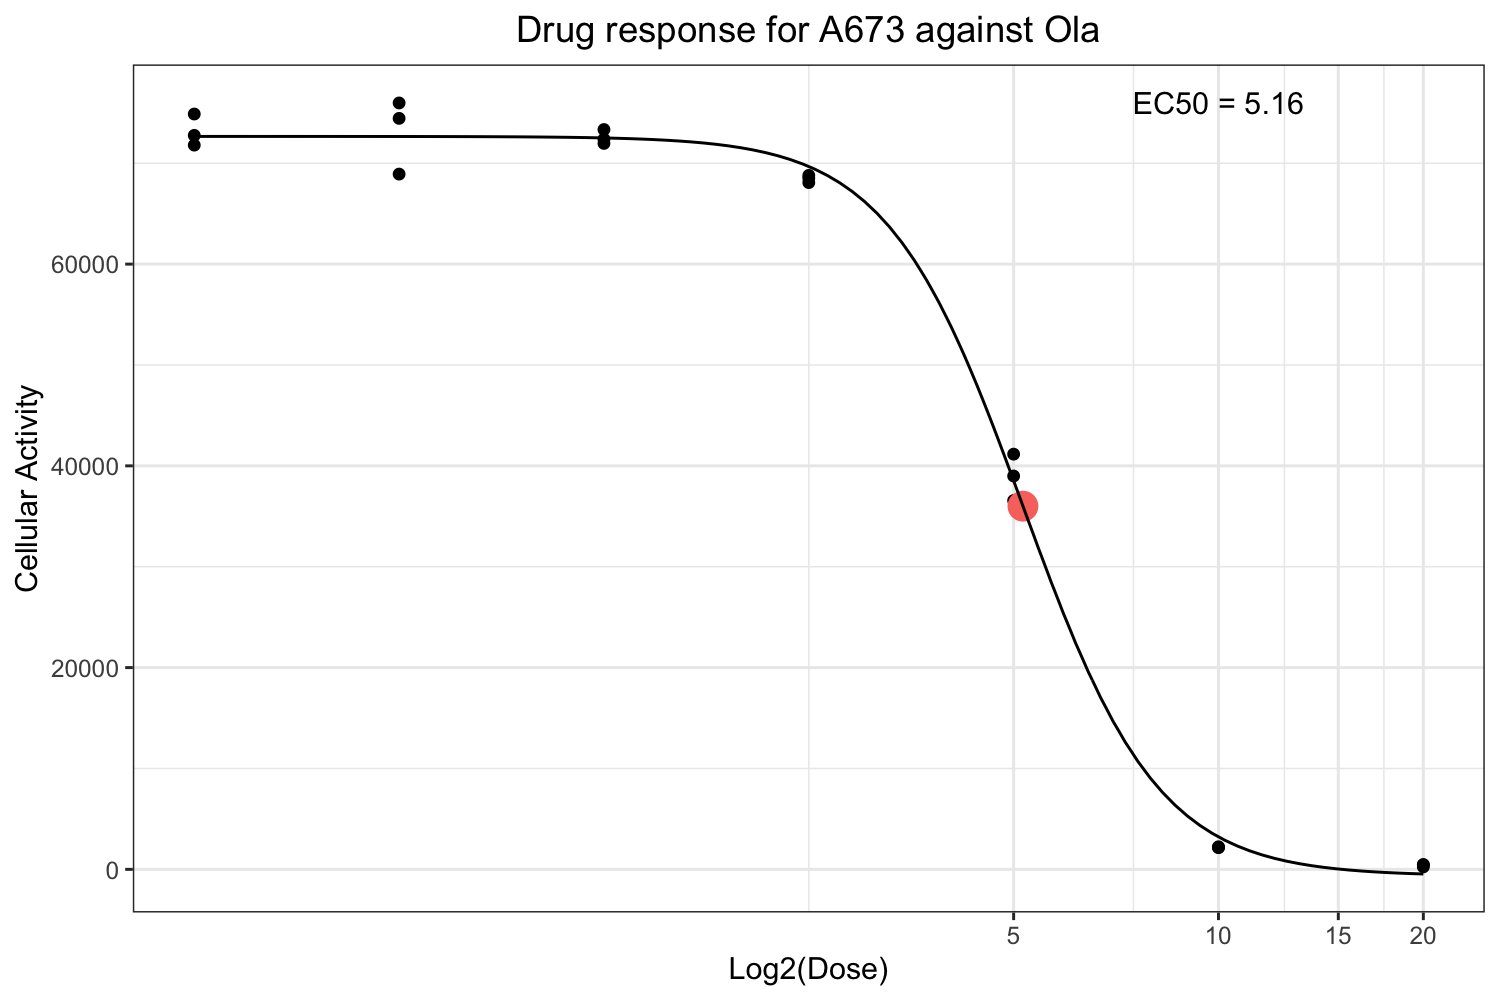 Drug response for A673 against Ola
EC50 = 5.16
60000
40000
20000
0
Cellular Activity
5
10
15
20
Log2(Dose)